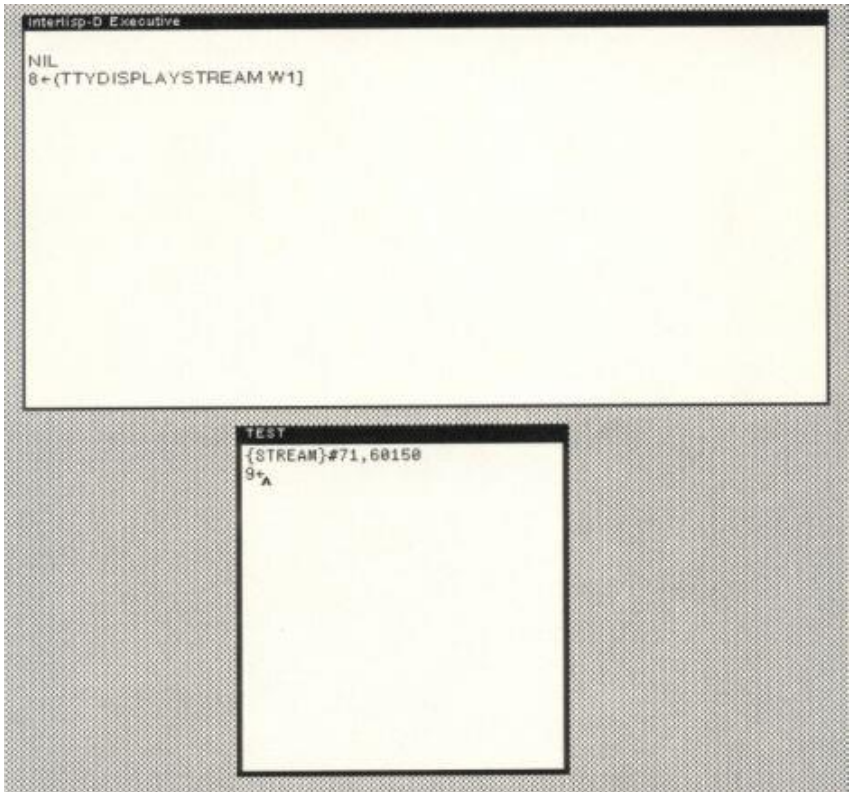 Interlisp-D Executive
NIL
8←(TTYDISPLAYSTREAM W1]
TEST
{STREAM}#71,60150
9←